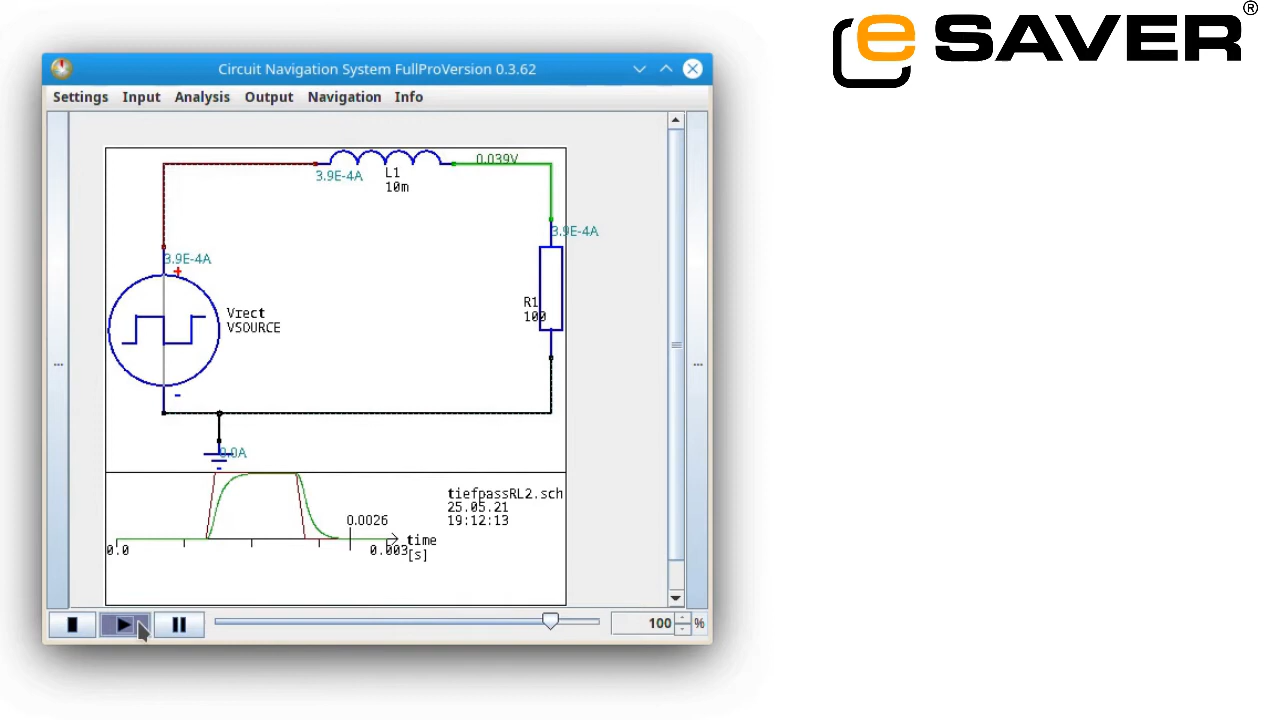 e SAVER®
Circuit Navigation System FullProVersion 0.3.62
Settings Input Analysis Output Navigation Info
0.039V
3.9E-4A
L1
10m
3.9E-4A
3.9E-4A
+
Vrect
VSOURCE
R1
100
-
0.0A
tiefpassRL2.sch
25.05.21
19:12:13
0.0026
time
[s]
0.0
0.003
100 %